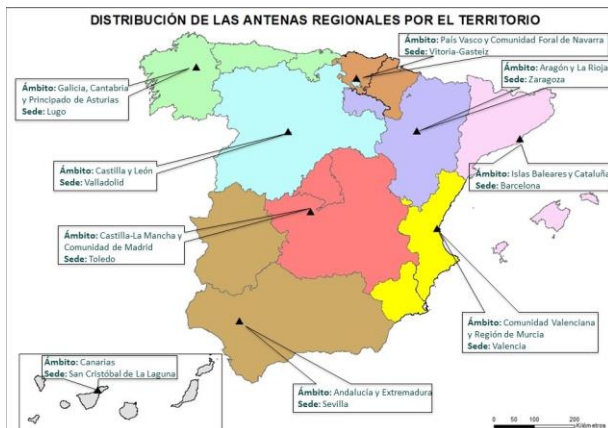 DISTRIBUCIÓN DE LAS ANTENAS REGIONALES POR EL TERRITORIO
Ámbito: País Vasco y Comunidad Foral de Navarra
Sede: Vitoria-Gasteiz
Ámbito: Aragón y La Rioja
Sede: Zaragoza
Ámbito: Galicia, Cantabria
y Principado de Asturias
Sede: Lugo
Ámbito: Castilla y León
Sede: Valladolid
Ámbito: Islas Baleares y Cataluña
Sede: Barcelona
Ámbito: Castilla-La Mancha y
Comunidad de Madrid
Sede: Toledo
Ámbito: Comunidad Valenciana
y Región de Murcia
Sede: Valencia
Ámbito: Canarias
Sede: San Cristóbal de La Laguna
Ámbito: Andalucía y Extremadura
Sede: Sevilla
0 50 100 200
Kilómetros